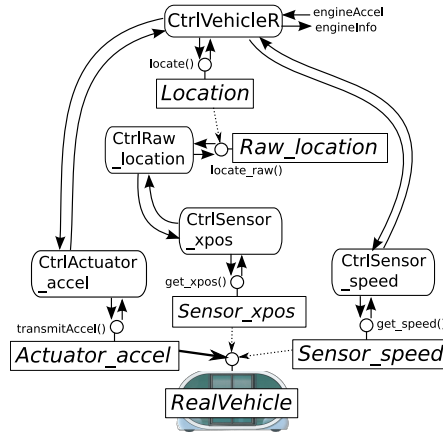 CtrlVehicleR
engineAccel
engineInfo
locate()
Location
CtrlRaw
_location
Raw_location
locate_raw()
CtrlSensor
_xpos
CtrlActuator
_accel
CtrlSensor
_speed
get_xpos()
Sensor_xpos
transmitAccel()
get_speed()
Actuator_accel
Sensor_speed
RealVehicle